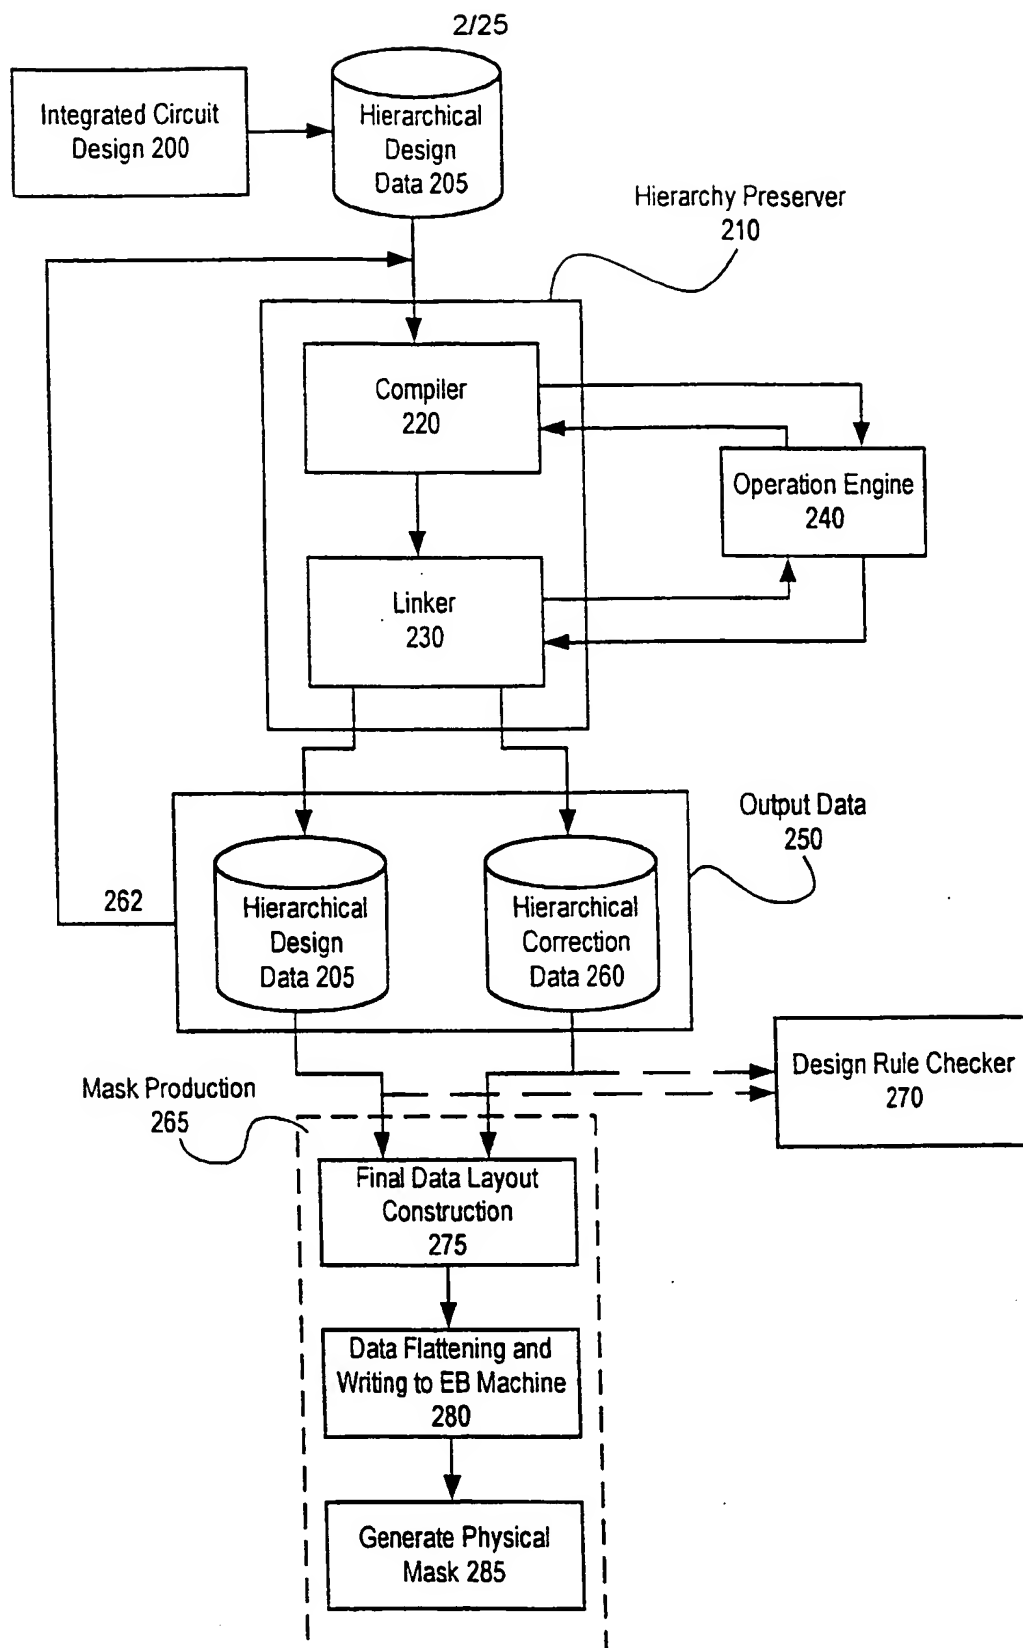 2/25
Integrated Circuit
Design 200
Hierarchical
Design
Data 205
Hierarchy Preserver
210
Compiler
220
Operation Engine
240
Linker
230
Output Data
250
262
Hierarchical
Design
Data 205
Hierarchical
Correction
Data 260
Mask Production
265
Design Rule Checker
270
Final Data Layout
Construction
275
Data Flattening and
Writing to EB Machine
280
Generate Physical
Mask 285